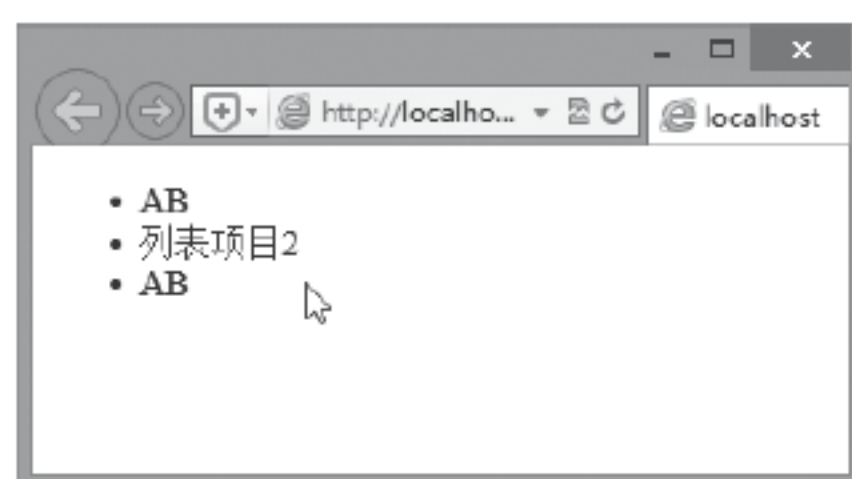 http://localho...
localhost
• AB
• 列表项目2
• AB